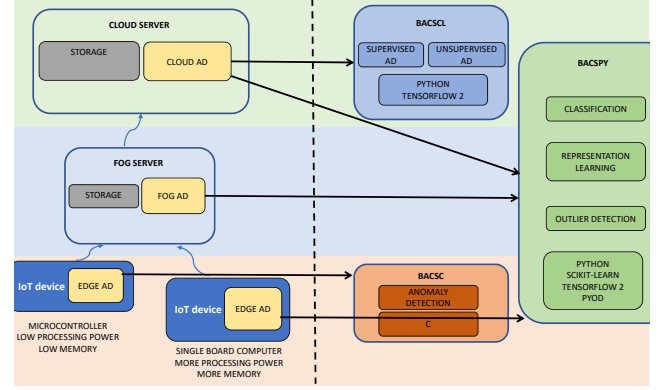 CLOUD SERVER
STORAGE
CLOUD AD
BACSCL
SUPERVISED
AD
UNSUPERVISED
AD
PYTHON
TENSORFLOW 2
BACSPY
CLASSIFICATION
REPRESENTATION
LEARNING
OUTLIER DETECTION
PYTHON
SCIKIT-LEARN
TENSORFLOW 2
PYOD
FOG SERVER
STORAGE
FOG AD
IoT device
EDGE AD
MICROCONTROLLER
LOW PROCESSING POWER
LOW MEMORY
IoT device
EDGE AD
SINGLE BOARD COMPUTER
MORE PROCESSING POWER
MORE MEMORY
BACSC
ANOMALY
DETECTION
C